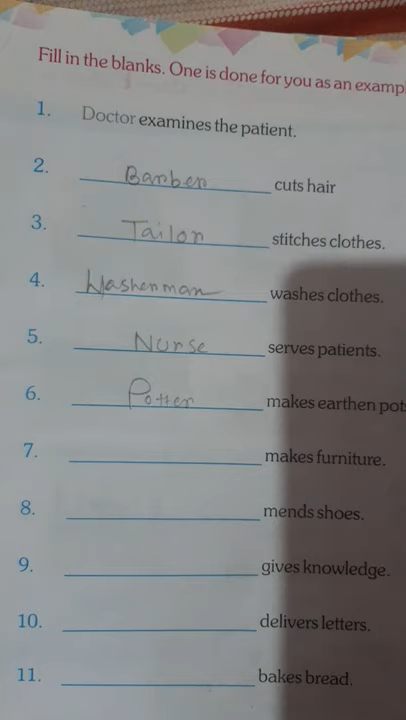 Fill in the blanks. One is done for you as an examp
1. Doctor examines the patient.
2. Barber cuts hair
3. Tailor stitches clothes.
4. Washerman washes clothes.
5. Nurse serves patients.
6. Potter makes earthen pot
7. makes furniture.
8. mends shoes.
9. gives knowledge.
10. delivers letters.
11. bakes bread.